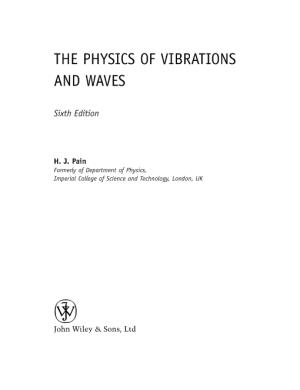 THE PHYSICS OF VIBRATIONS
AND WAVES
Sixth Edition
H. J. Pain
Formerly of Department of Physics,
Imperial College of Science and Technology, London, UK
John Wiley & Sons, Ltd